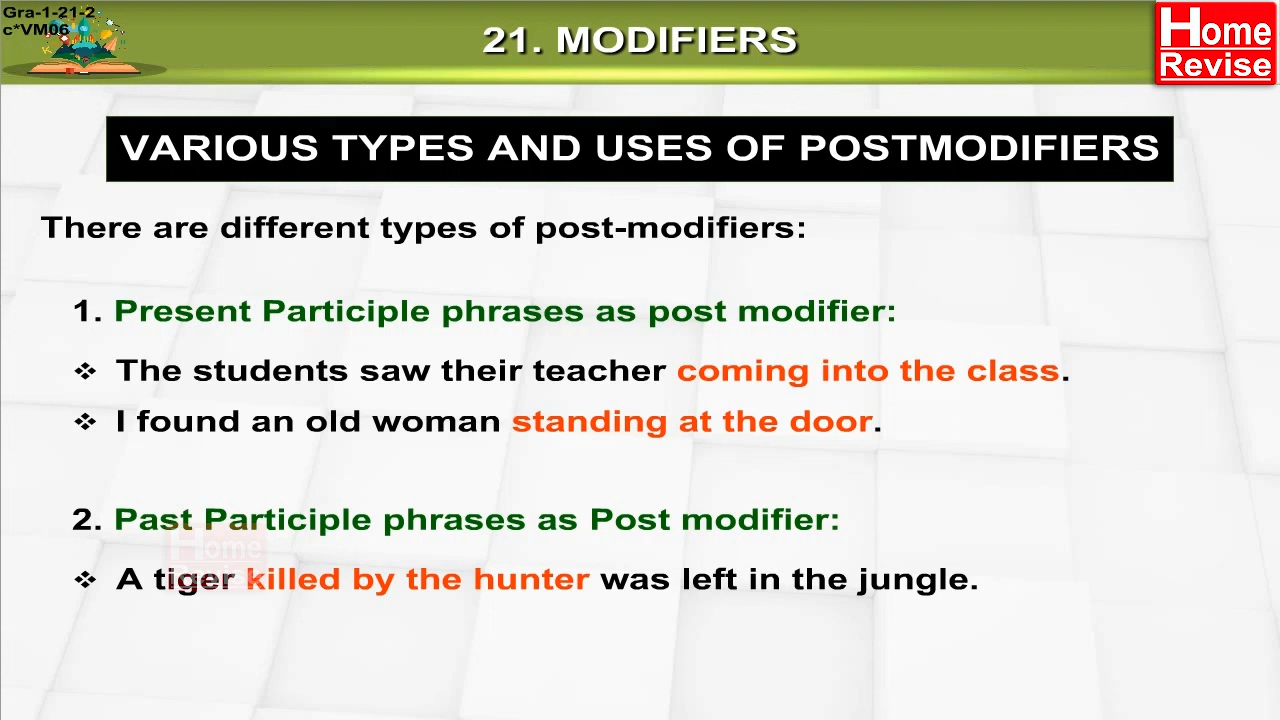 Gra-1-21-2
c*VM06
21. MODIFIERS
Home
Revise
VARIOUS TYPES AND USES OF POSTMODIFIERS
There are different types of post-modifiers:
1. Present Participle phrases as post modifier:
❖ The students saw their teacher coming into the class.
❖ I found an old woman standing at the door.
2. Past Participle phrases as Post modifier:
Home
Revise
❖ A tiger killed by the hunter was left in the jungle.